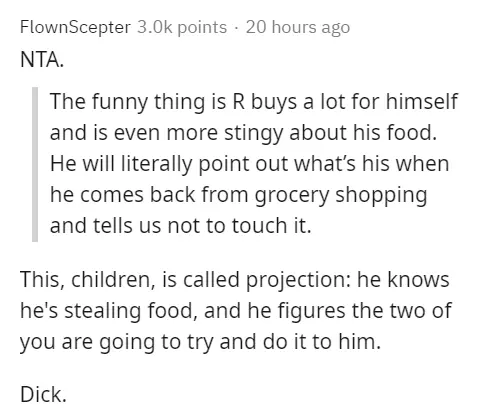 FlownScepter 3.0k points · 20 hours ago
NTA.
The funny thing is R buys a lot for himself
and is even more stingy about his food.
He will literally point out what’s his when
he comes back from grocery shopping
and tells us not to touch it.
This, children, is called projection: he knows
he's stealing food, and he figures the two of
you are going to try and do it to him.
Dick.